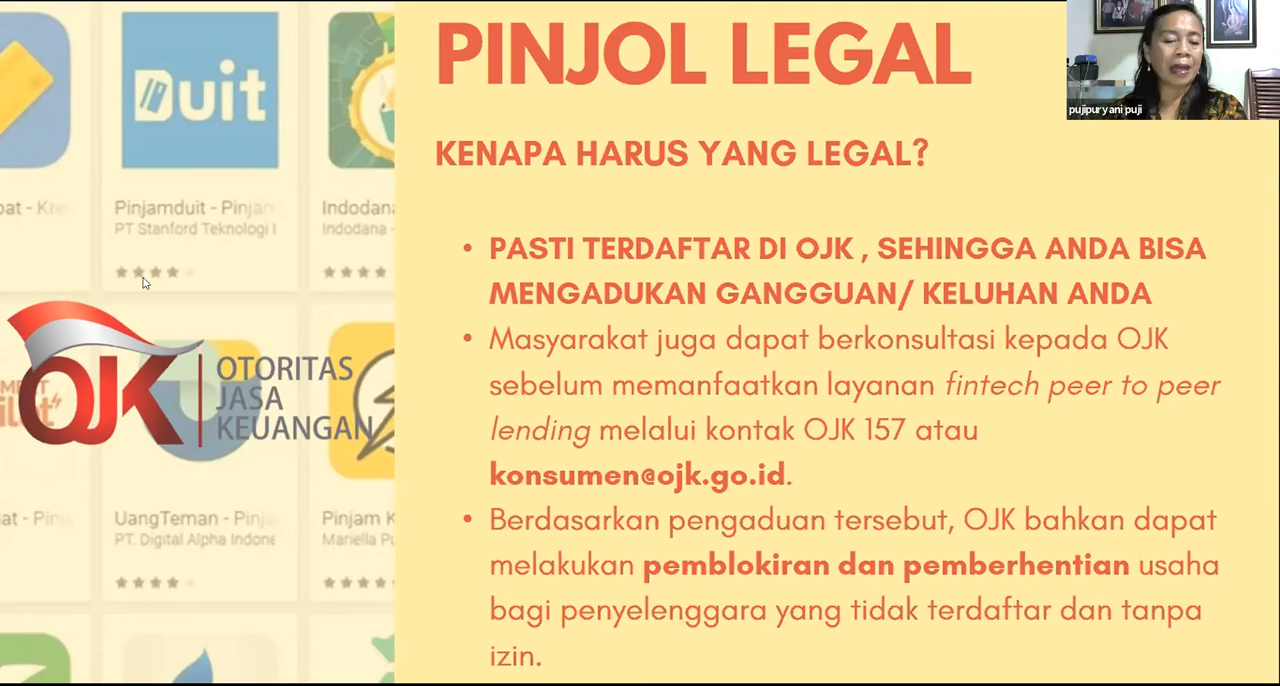 PINJOL LEGAL
pujipuryani puji
KENAPA HARUS YANG LEGAL?
• PASTI TERDAFTAR DI OJK , SEHINGGA ANDA BISA
MENGADUKAN GANGGUAN/ KELUHAN ANDA
• Masyarakat juga dapat berkonsultasi kepada OJK
sebelum memanfaatkan layanan fintech peer to peer
lending melalui kontak OJK 157 atau
konsumen@ojk.go.id.
• Berdasarkan pengaduan tersebut, OJK bahkan dapat
melakukan pemblokiran dan pemberhentian usaha
bagi penyelenggara yang tidak terdaftar dan tanpa
izin.
Duit
Pinjamduit - Pinjam
PT Stanford Teknologi
Indodana
Indodana -
OJK
OTORITAS
JASA
KEUANGAN
UangTeman - Pinja
PT. Digital Alpha Indone
Pinjam K
Mariella Pu